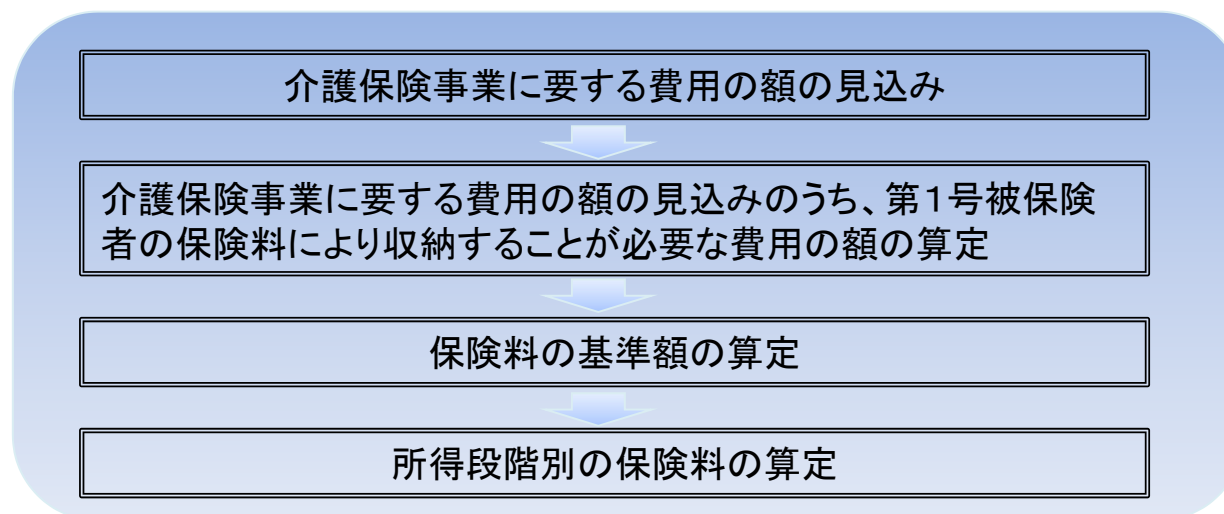 介護保険事業に要する費用の額の見込み
介護保険事業に要する費用の額の見込みのうち、第１号被保険
者の保険料により収納することが必要な費用の額の算定
保険料の基準額の算定
所得段階別の保険料の算定